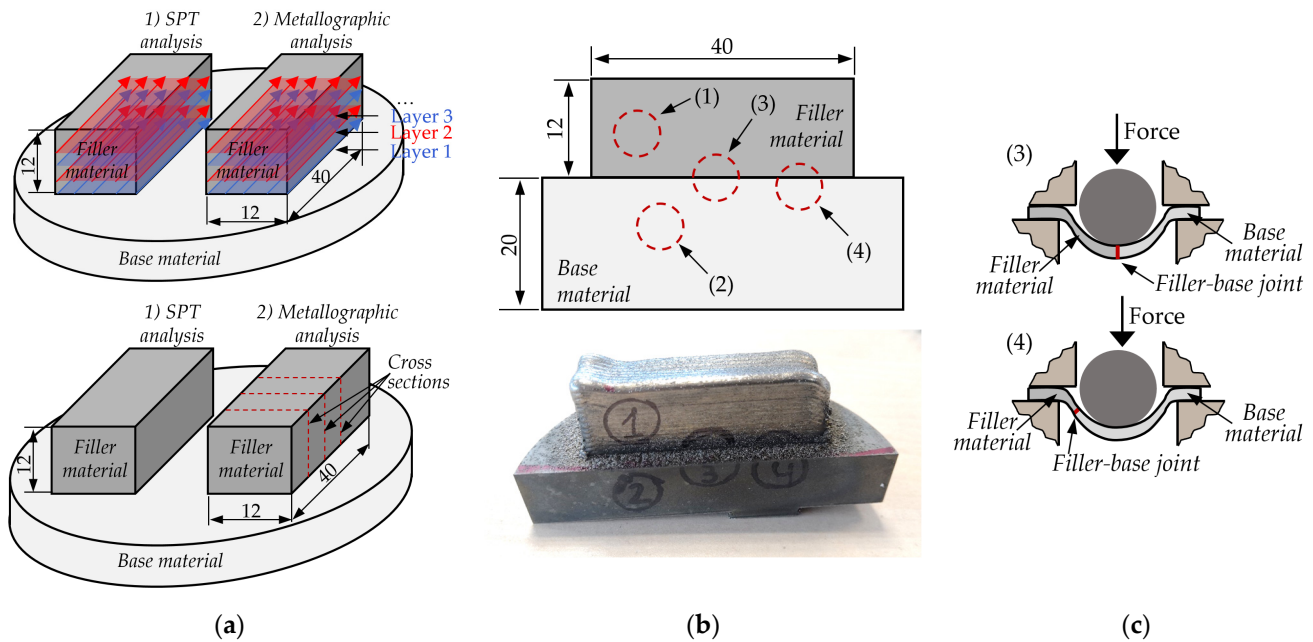 1) SPT
analysis
2) Metallographic
analysis
...
Layer 3
Layer 2
Layer 1
12
Filler
material
Filler
material
40
12
Base material
1) SPT
analysis
2) Metallographic
analysis
Cross
sections
12
Filler
material
Filler
material
40
12
Base material
(a)
40
12
(1)
(3)
Filler
material
20
Base
material
(2)
(4)
1
2
3
4
(b)
(3)
Force
Filler
material
Base
material
Filler-base joint
(4)
Force
Filler
material
Base
material
Filler-base joint
(c)